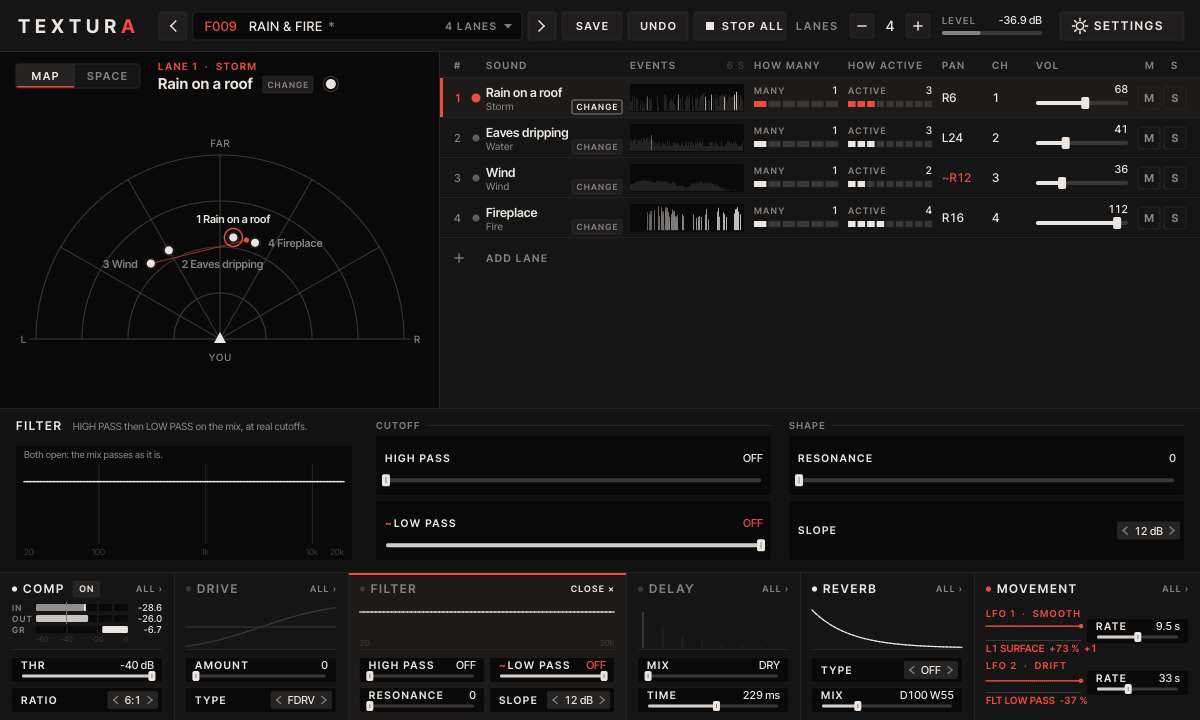 TEXTURA
F009 RAIN & FIRE * 4 LANES
SAVE UNDO STOP ALL LANES 4 LEVEL -36.9 dB SETTINGS
MAP SPACE
LANE 1 · STORM
Rain on a roof CHANGE
FAR
1 Rain on a roof
4 Fireplace
3 Wind 2 Eaves dripping
L R
YOU
# SOUND EVENTS 6 S HOW MANY HOW ACTIVE PAN CH VOL M S
1 Rain on a roof Storm CHANGE MANY 1 ACTIVE 3 R6 1 68 M S
2 Eaves dripping Water CHANGE MANY 1 ACTIVE 3 L24 2 41 M S
3 Wind Wind CHANGE MANY 1 ACTIVE 2 ~R12 3 36 M S
4 Fireplace Fire CHANGE MANY 1 ACTIVE 4 R16 4 112 M S
+ ADD LANE
FILTER HIGH PASS then LOW PASS on the mix, at real cutoffs.
Both open: the mix passes as it is.
20 100 1k 10k 20k
CUTOFF
HIGH PASS OFF
~LOW PASS OFF
SHAPE
RESONANCE 0
SLOPE < 12 dB >
COMP ON ALL ›
IN -28.6
OUT -26.0
GR -6.7
-60 -40 -20 0
THR -40 dB
RATIO < 6:1 >
DRIVE ALL ›
AMOUNT 0
TYPE < FDRV >
FILTER CLOSE ×
20 20k
HIGH PASS OFF ~LOW PASS OFF
RESONANCE 0 SLOPE < 12 dB >
DELAY ALL ›
MIX DRY
TIME 229 ms
REVERB ALL ›
TYPE < OFF >
MIX D100 W55
MOVEMENT ALL ›
LFO 1 · SMOOTH
RATE 9.5 s
L1 SURFACE +73 % +1
LFO 2 · DRIFT
RATE 33 s
FLT LOW PASS -37 %